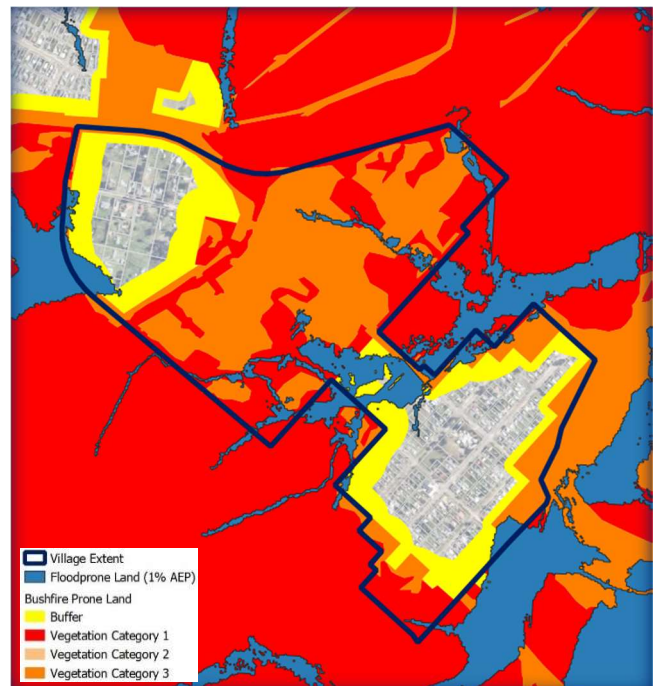 Village Extent
Floodprone Land (1% AEP)
Bushfire Prone Land
Buffer
Vegetation Category 1
Vegetation Category 2
Vegetation Category 3